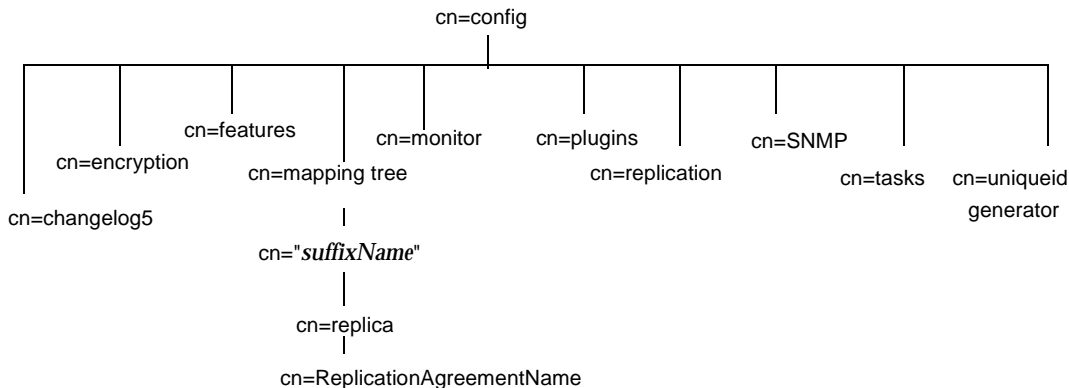 cn=config
cn=changelog5
cn=encryption
cn=features
cn=mapping tree
cn="suffixName"
cn=replica
cn=ReplicationAgreementName
cn=monitor
cn=plugins
cn=replication
cn=SNMP
cn=tasks
cn=uniqueid
generator